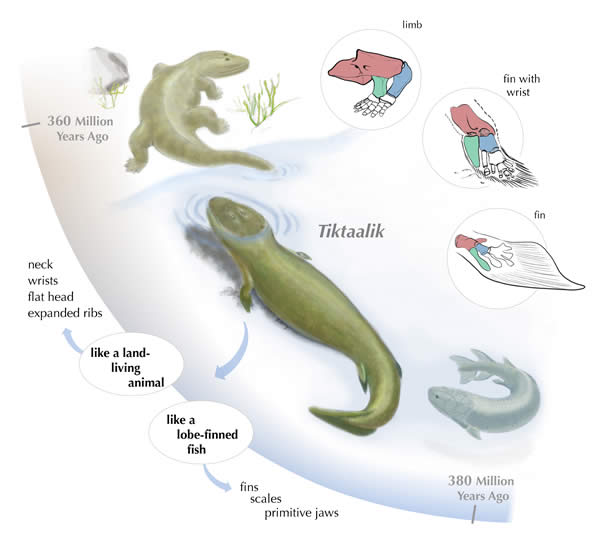 limb
fin with
wrist
360 Million
Years Ago
Tiktaalik
fin
neck
wrists
flat head
expanded ribs
like a land-
living
animal
like a
lobe-finned
fish
fins
scales
primitive jaws
380 Million
Years Ago